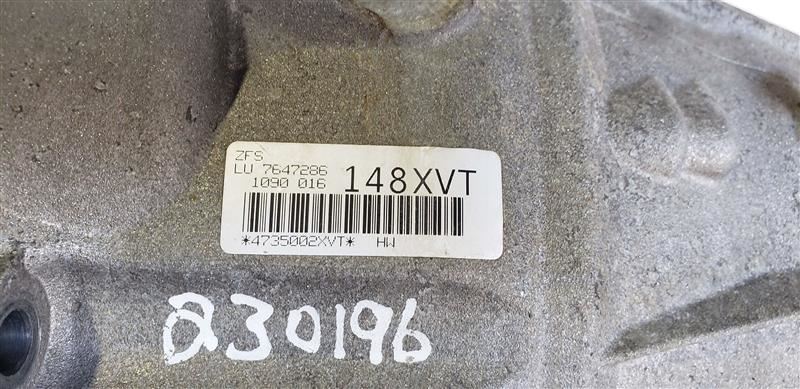 ZFS
LU 7647286
1090 016 148XVT
*4735002XVT* HW
230196